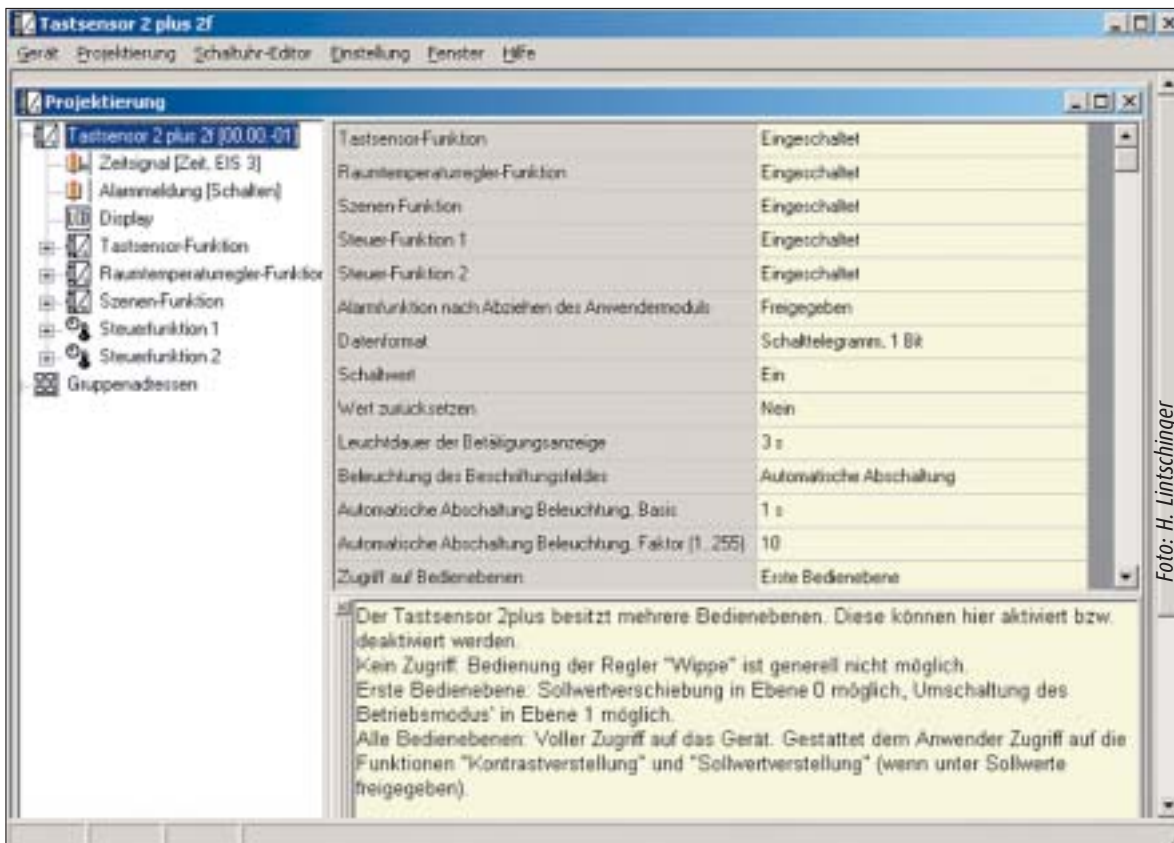 Tastsensor 2 plus 2f
Gerät Projektierung Schaltuhr-Editor Einstellung Fenster Hilfe
Projektierung
Tastsensor 2 plus 2f [00.00.-01]
Zeitsignal [Zeit, EIS 3]
Alarmmeldung [Schalten]
Display
Tastsensor-Funktion
Raumtemperaturregler-Funktion
Szenen-Funktion
Steuerfunktion 1
Steuerfunktion 2
Gruppenadressen
Tastsensor-Funktion Eingeschaltet
Raumtemperaturregler-Funktion Eingeschaltet
Szenen-Funktion Eingeschaltet
Steuer-Funktion 1 Eingeschaltet
Steuer-Funktion 2 Eingeschaltet
Alarmfunktion nach Abziehen des Anwendermoduls Freigegeben
Datenformat Schalttelegramm, 1 Bit
Schaltwert Ein
Wert zurücksetzen Nein
Leuchtdauer der Betätigungsanzeige 3 s
Beleuchtung des Beschriftungsfeldes Automatische Abschaltung
Automatische Abschaltung Beleuchtung, Basis 1 s
Automatische Abschaltung Beleuchtung, Faktor (1..255) 10
Zugriff auf Bedienebenen Erste Bedienebene
Der Tastsensor 2plus besitzt mehrere Bedienebenen. Diese können hier aktiviert bzw.
deaktiviert werden.
Kein Zugriff: Bedienung der Regler "Wippe" ist generell nicht möglich.
Erste Bedienebene: Sollwertverschiebung in Ebene 0 möglich, Umschaltung des
Betriebsmodus' in Ebene 1 möglich.
Alle Bedienebenen: Voller Zugriff auf das Gerät. Gestattet dem Anwender Zugriff auf die
Funktionen "Kontrastverstellung" und "Sollwertverstellung" (wenn unter Sollwerte
freigegeben).
Foto: H. Lintschinger